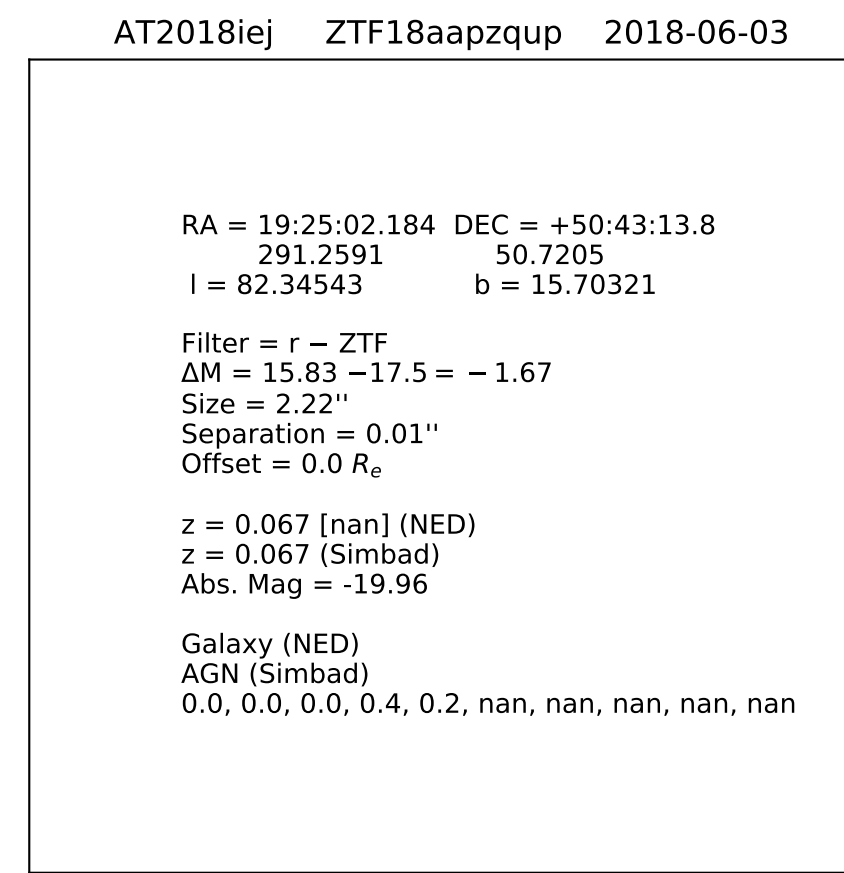 AT2018iej ZTF18aapzqup 2018-06-03
RA = 19:25:02.184 DEC = +50:43:13.8
291.2591 50.7205
l = 82.34543 b = 15.70321
Filter = r − ZTF
ΔM = 15.83 −17.5 = − 1.67
Size = 2.22''
Separation = 0.01''
Offset = 0.0 Rₑ
z = 0.067 [nan] (NED)
z = 0.067 (Simbad)
Abs. Mag = -19.96
Galaxy (NED)
AGN (Simbad)
0.0, 0.0, 0.0, 0.4, 0.2, nan, nan, nan, nan, nan